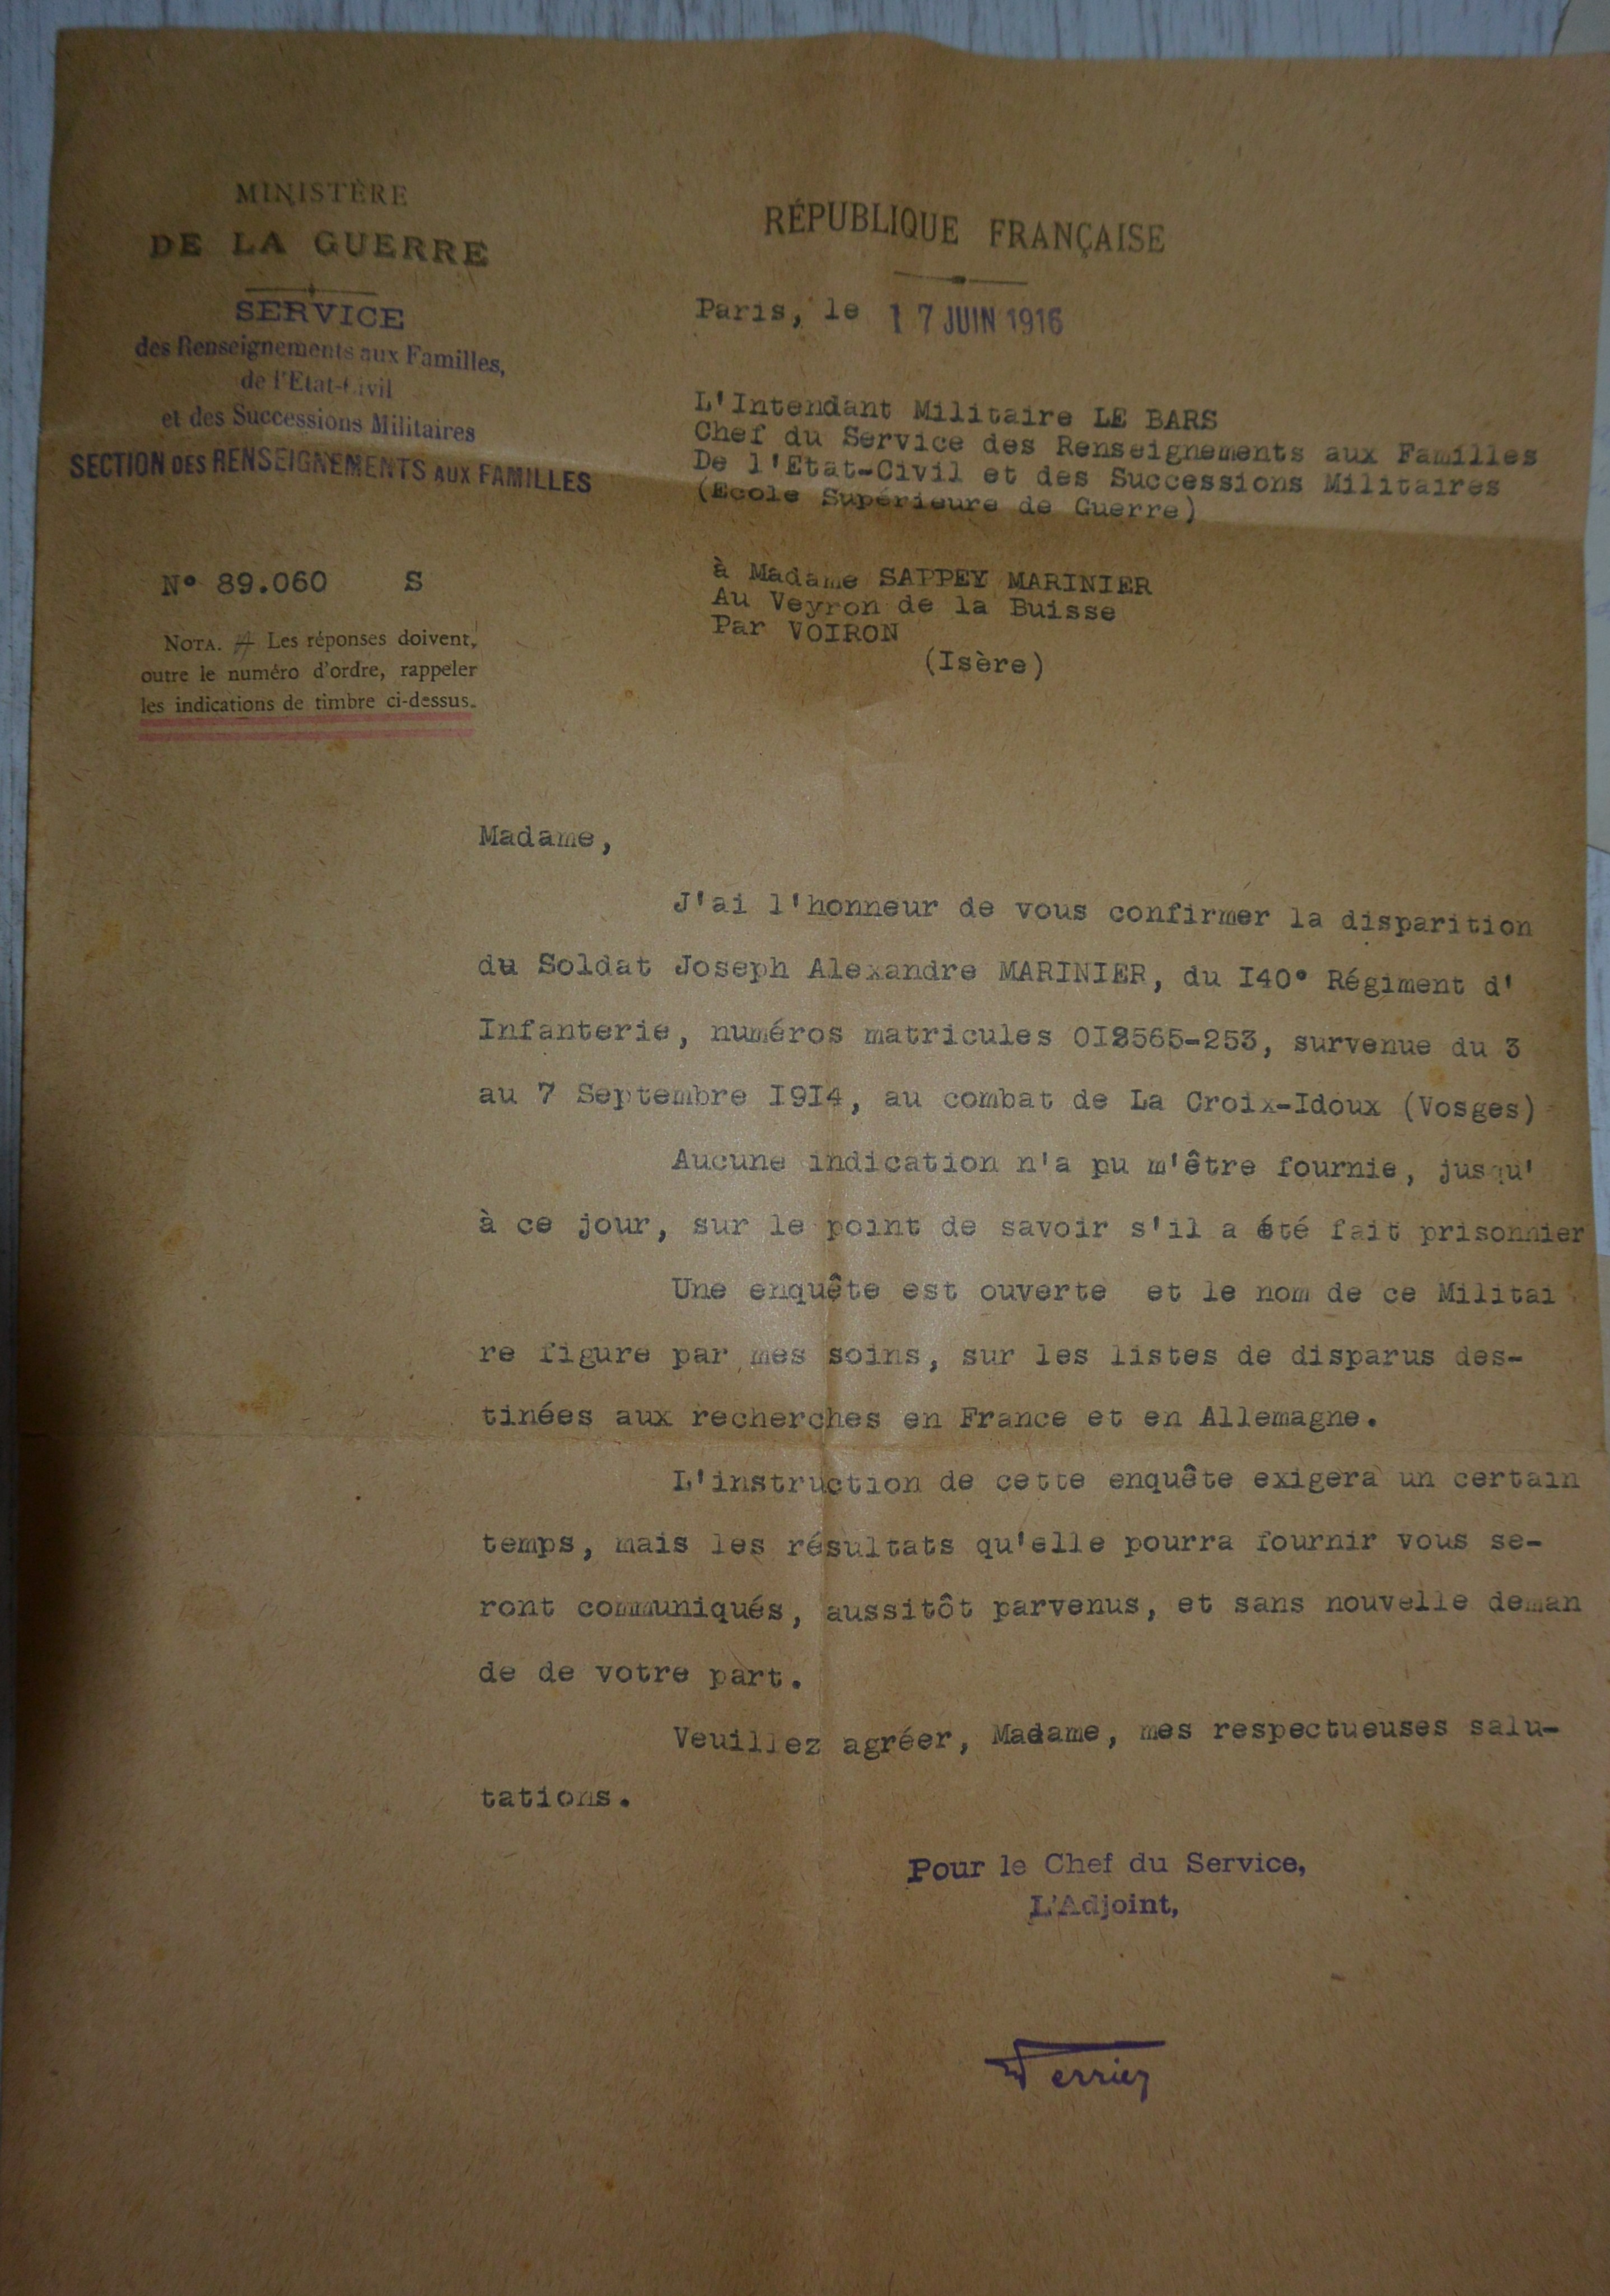 MINISTÈRE
DE LA GUERRE
SERVICE
des Renseignements aux Familles,
de l'Etat-Civil
et des Successions Militaires
SECTION DES RENSEIGNEMENTS AUX FAMILLES
N° 89.060 S
NOTA. — Les réponses doivent,
outre le numéro d'ordre, rappeler
les indications de timbre ci-dessus.
RÉPUBLIQUE FRANÇAISE
Paris, le 17 JUIN 1916
L'Intendant Militaire LE BARS
Chef du Service des Renseignements aux Familles
De l'Etat-Civil et des Successions Militaires
(Ecole Supérieure de Guerre)
à Madame SAPPEY MARINIER
Au Veyron de la Buisse
Par VOIRON
(Isère)
Madame,
J'ai l'honneur de vous confirmer la disparition
du Soldat Joseph Alexandre MARINIER, du I40° Régiment d'
Infanterie, numéros matricules OI2565-253, survenue du 3
au 7 Septembre I9I4, au combat de La Croix-Idoux (Vosges)
Aucune indication n'a pu m'être fournie, jusqu'
à ce jour, sur le point de savoir s'il a été fait prisonnier
Une enquête est ouverte et le nom de ce Militai
re figure par mes soins, sur les listes de disparus des-
tinées aux recherches en France et en Allemagne.
L'instruction de cette enquête exigera un certain
temps, mais les résultats qu'elle pourra fournir vous se-
ront communiqués, aussitôt parvenus, et sans nouvelle deman
de de votre part.
Veuillez agréer, Madame, mes respectueuses salu-
tations.
Pour le Chef du Service,
L'Adjoint,